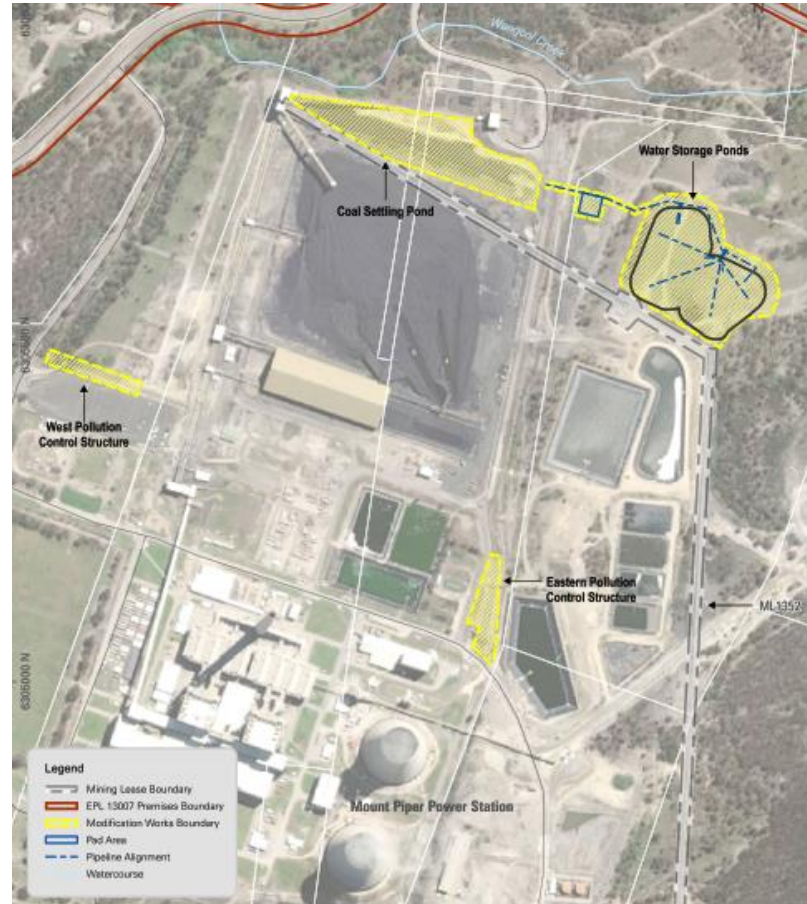 Wangool Creek
Water Storage Ponds
Coal Settling Pond
West Pollution
Control Structure
Eastern Pollution
Control Structure
ML1352
6305000 N
Mount Piper Power Station
Legend
Mining Lease Boundary
EPL 13007 Premises Boundary
Modification Works Boundary
Pad Area
Pipeline Alignment
Watercourse